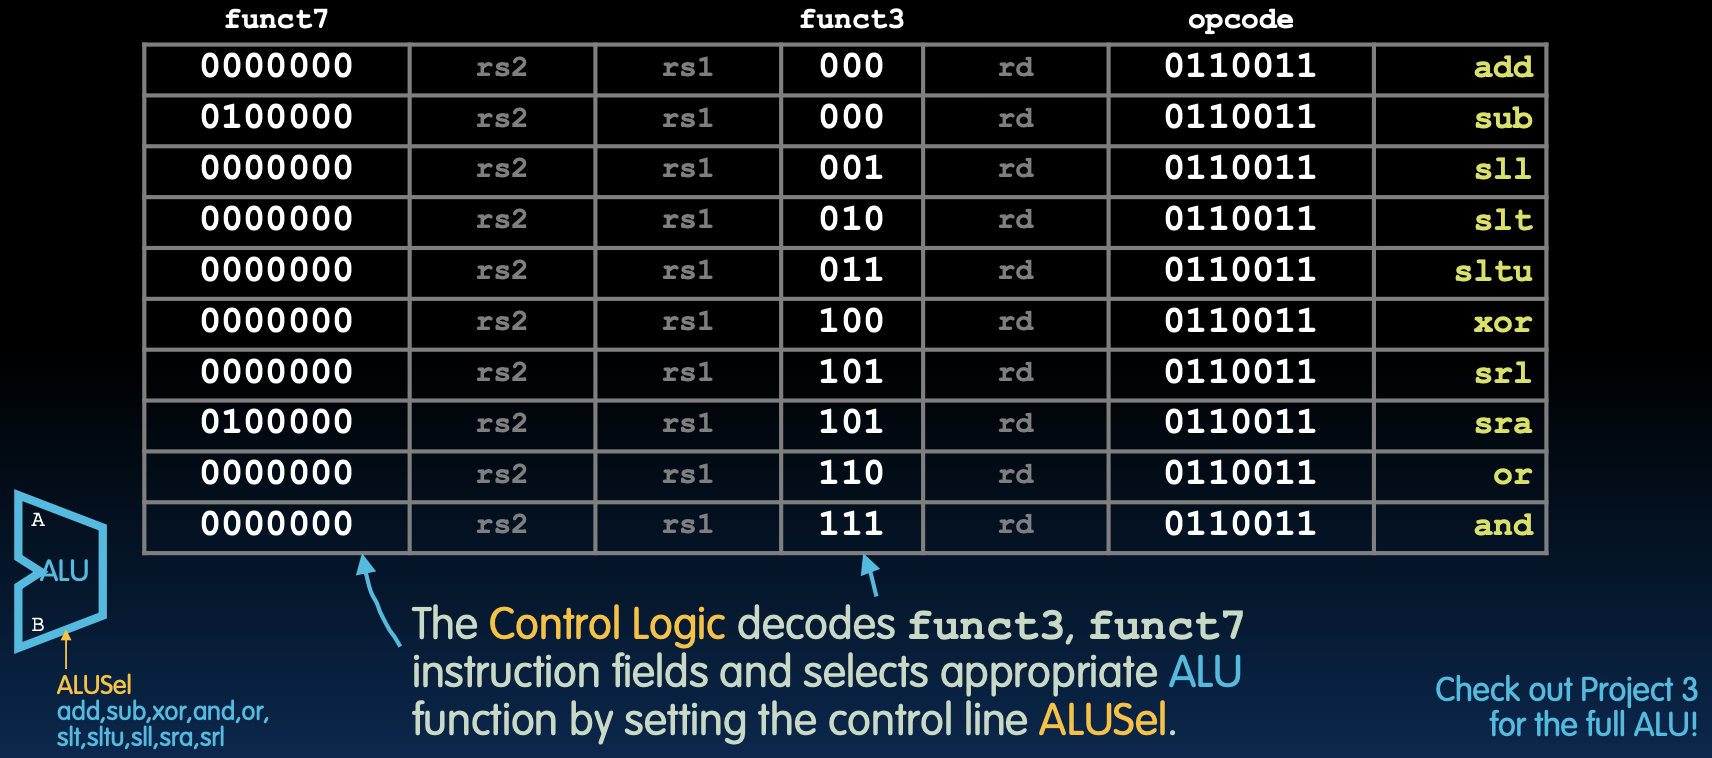 funct7 funct3 opcode
0000000 rs2 rs1 000 rd 0110011 add
0100000 rs2 rs1 000 rd 0110011 sub
0000000 rs2 rs1 001 rd 0110011 sll
0000000 rs2 rs1 010 rd 0110011 slt
0000000 rs2 rs1 011 rd 0110011 sltu
0000000 rs2 rs1 100 rd 0110011 xor
0000000 rs2 rs1 101 rd 0110011 srl
0100000 rs2 rs1 101 rd 0110011 sra
0000000 rs2 rs1 110 rd 0110011 or
0000000 rs2 rs1 111 rd 0110011 and
A
ALU
B
ALUSel
add,sub,xor,and,or,
slt,sltu,sll,sra,srl
The Control Logic decodes funct3, funct7
instruction fields and selects appropriate ALU
function by setting the control line ALUSel.
Check out Project 3
for the full ALU!